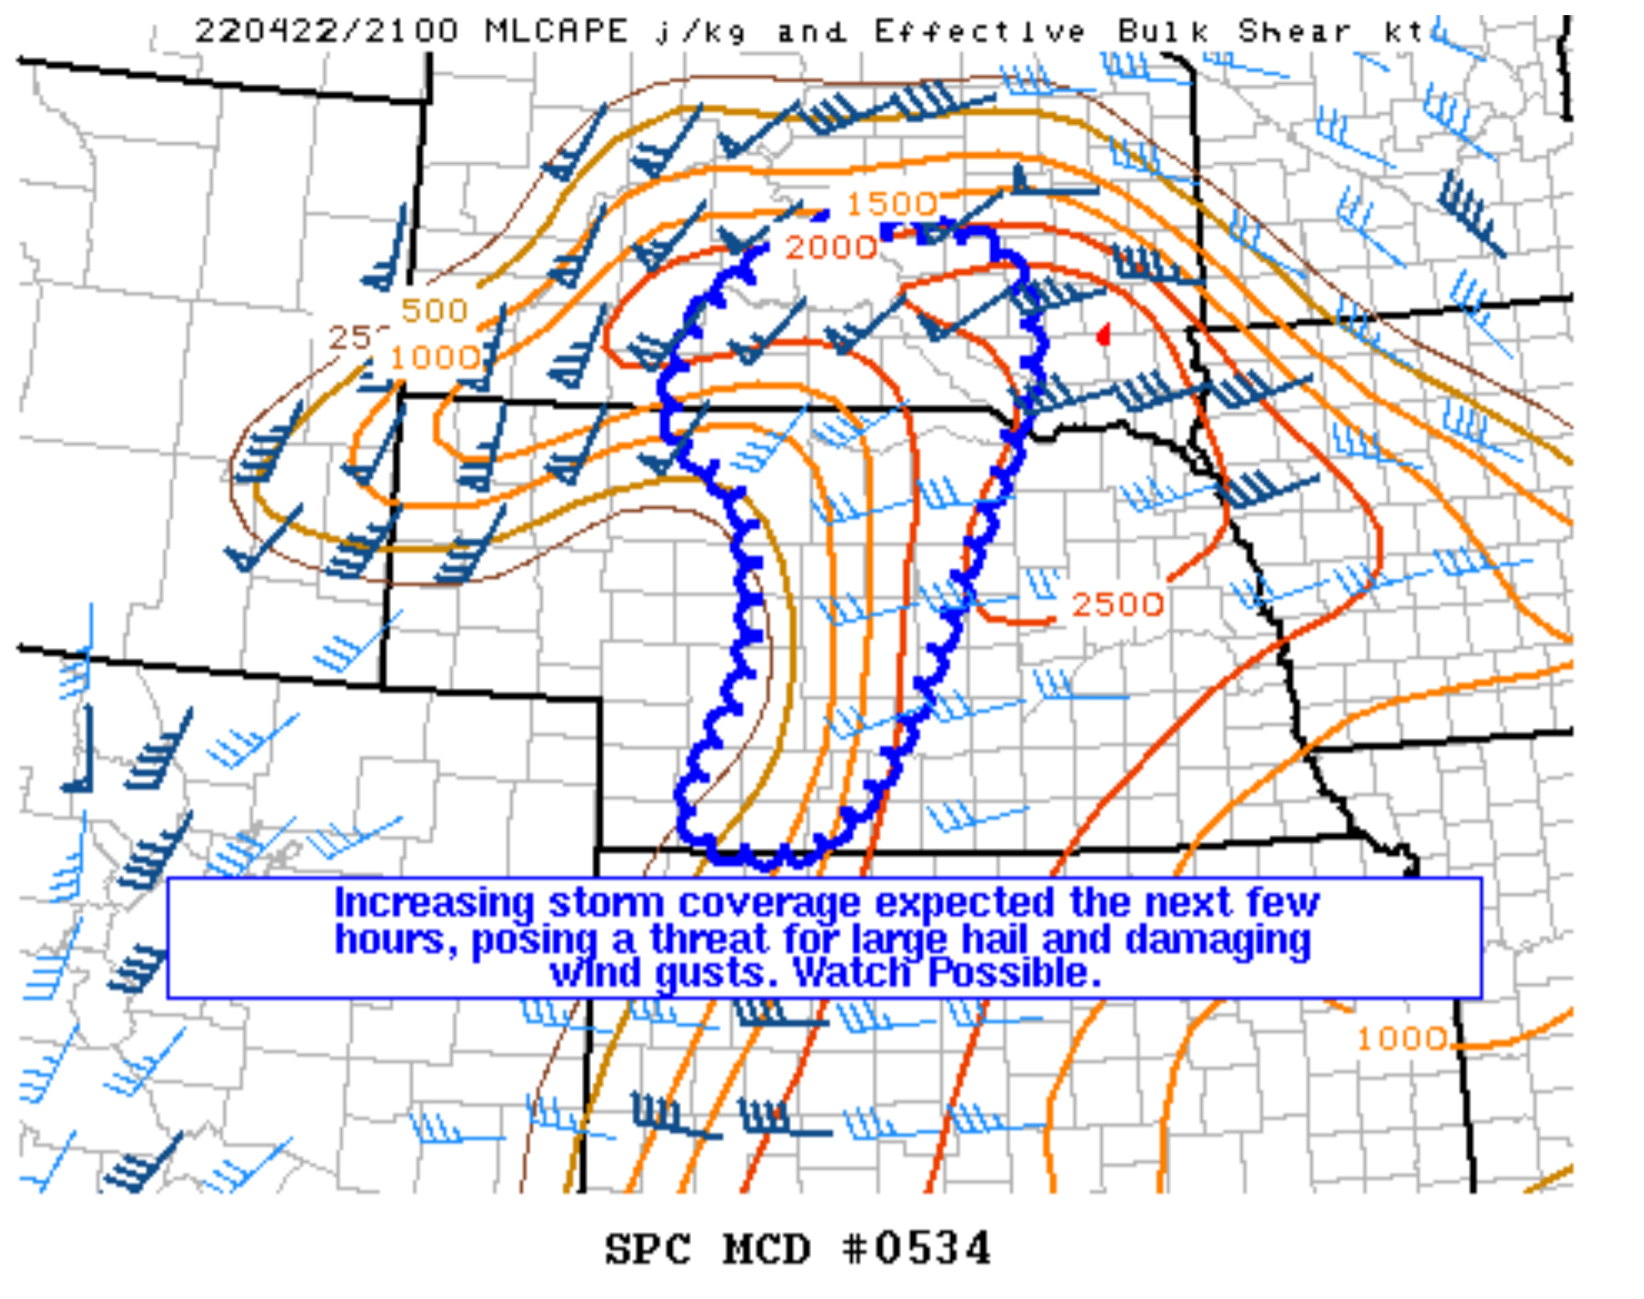 220422/2100 MLCAPE j/kg and Effective Bulk Shear kt
1500
2000
500
25
1000
2500
Increasing storm coverage expected the next few
hours, posing a threat for large hail and damaging
wind gusts. Watch Possible.
1000
SPC MCD #0534